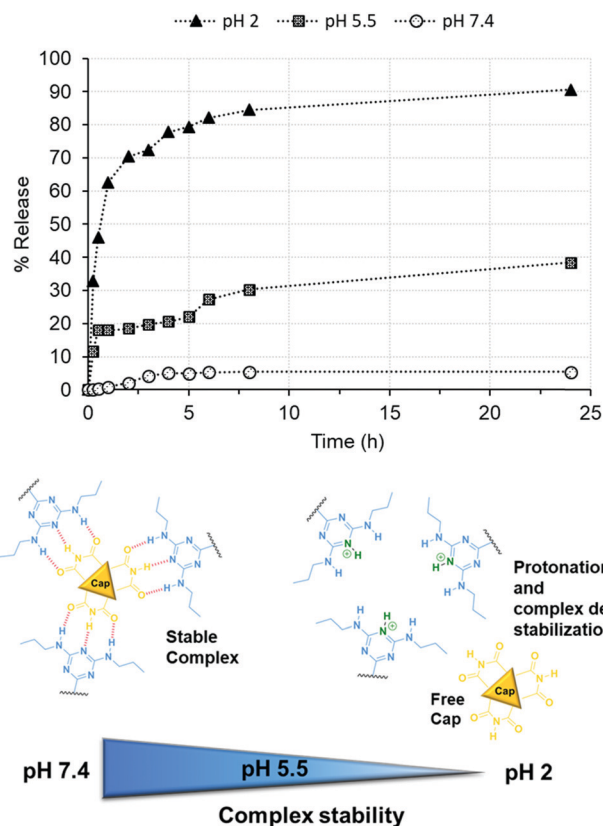 pH 2 pH 5.5 pH 7.4
100
90
80
70
60
50
40
30
20
10
0
% Release
0 5 10 15 20 25
Time (h)
Cap
Stable
Complex
Protonation
and
complex de
stabilizatio
Free
Cap
Cap
pH 7.4 pH 5.5 pH 2
Complex stability